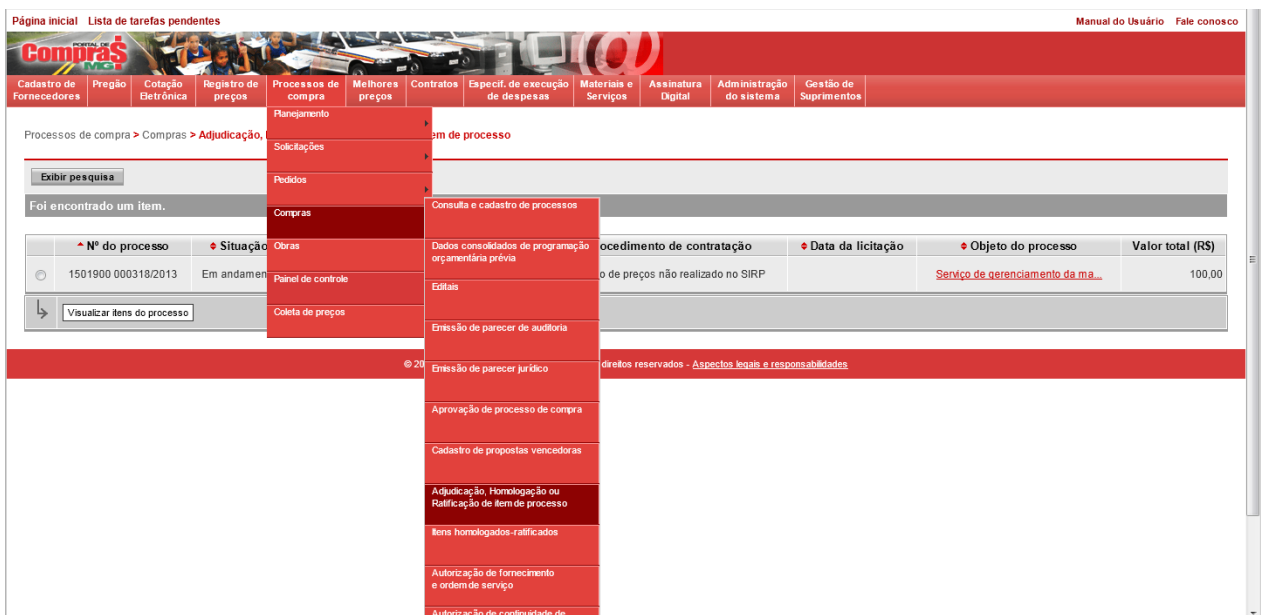 Página inicial Lista de tarefas pendentes
Manual do Usuário Fale conosco
PORTAL DE
Compras
MG
Cadastro de Fornecedores
Pregão
Cotação Eletrônica
Registro de preços
Processos de compra
Melhores preços
Contratos
Especif. de execução de despesas
Materiais e Serviços
Assinatura Digital
Administração do sistema
Gestão de Suprimentos
Planejamento
Solicitações
Pedidos
Compras
Obras
Painel de controle
Coleta de preços
Processos de compra > Compras > Adjudicação,
em de processo
Exibir pesquisa
Foi encontrado um item.
Consulta e cadastro de processos
Dados consolidados de programação
orçamentária prévia
Editais
Emissão de parecer de auditoria
Emissão de parecer jurídico
Aprovação de processo de compra
Cadastro de propostas vencedoras
Adjudicação, Homologação ou
Ratificação de item de processo
Itens homologados-ratificados
Autorização de fornecimento
e ordem de serviço
Autorização de continuidade de
Nº do processo
Situação
ocedimento de contratação
Data da licitação
Objeto do processo
Valor total (R$)
1501900 000318/2013
Em andamen
o de preços não realizado no SIRP
Serviço de gerenciamento da ma...
100,00
Visualizar itens do processo
© 20
direitos reservados - Aspectos legais e responsabilidades